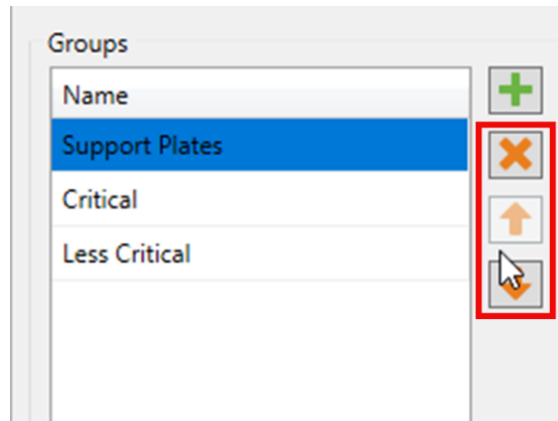 Groups
Name
Support Plates
Critical
Less Critical